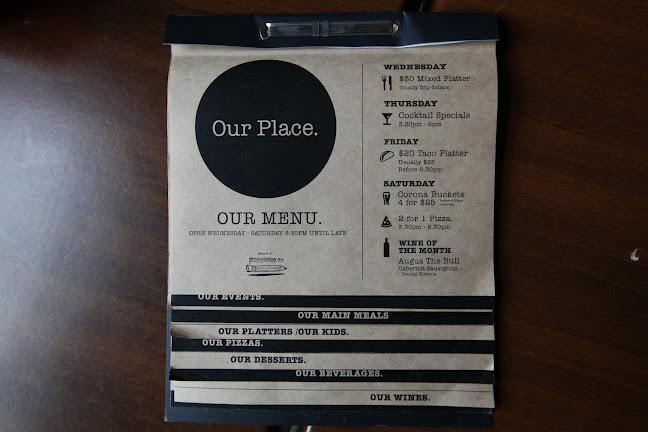 Our Place.
OUR MENU.
OPEN WEDNESDAY - SATURDAY 3.30PM UNTIL LATE
WEDNESDAY
$30 Mixed Platter
Usually fifty dollars
THURSDAY
Cocktail Specials
3.30pm - 9pm
FRIDAY
$20 Taco Platter
Usually $25
Before 6.30pm
SATURDAY
Corona Buckets
4 for $25
2 for 1 Pizza.
3.30pm - 6.30pm
WINE OF
THE MONTH
Augus The Bull
Cabernet Sauvignon
Central Victoria
OUR EVENTS.
OUR MAIN MEALS
OUR PLATTERS /OUR KIDS.
OUR PIZZAS.
OUR DESSERTS.
OUR BEVERAGES.
OUR WINES.